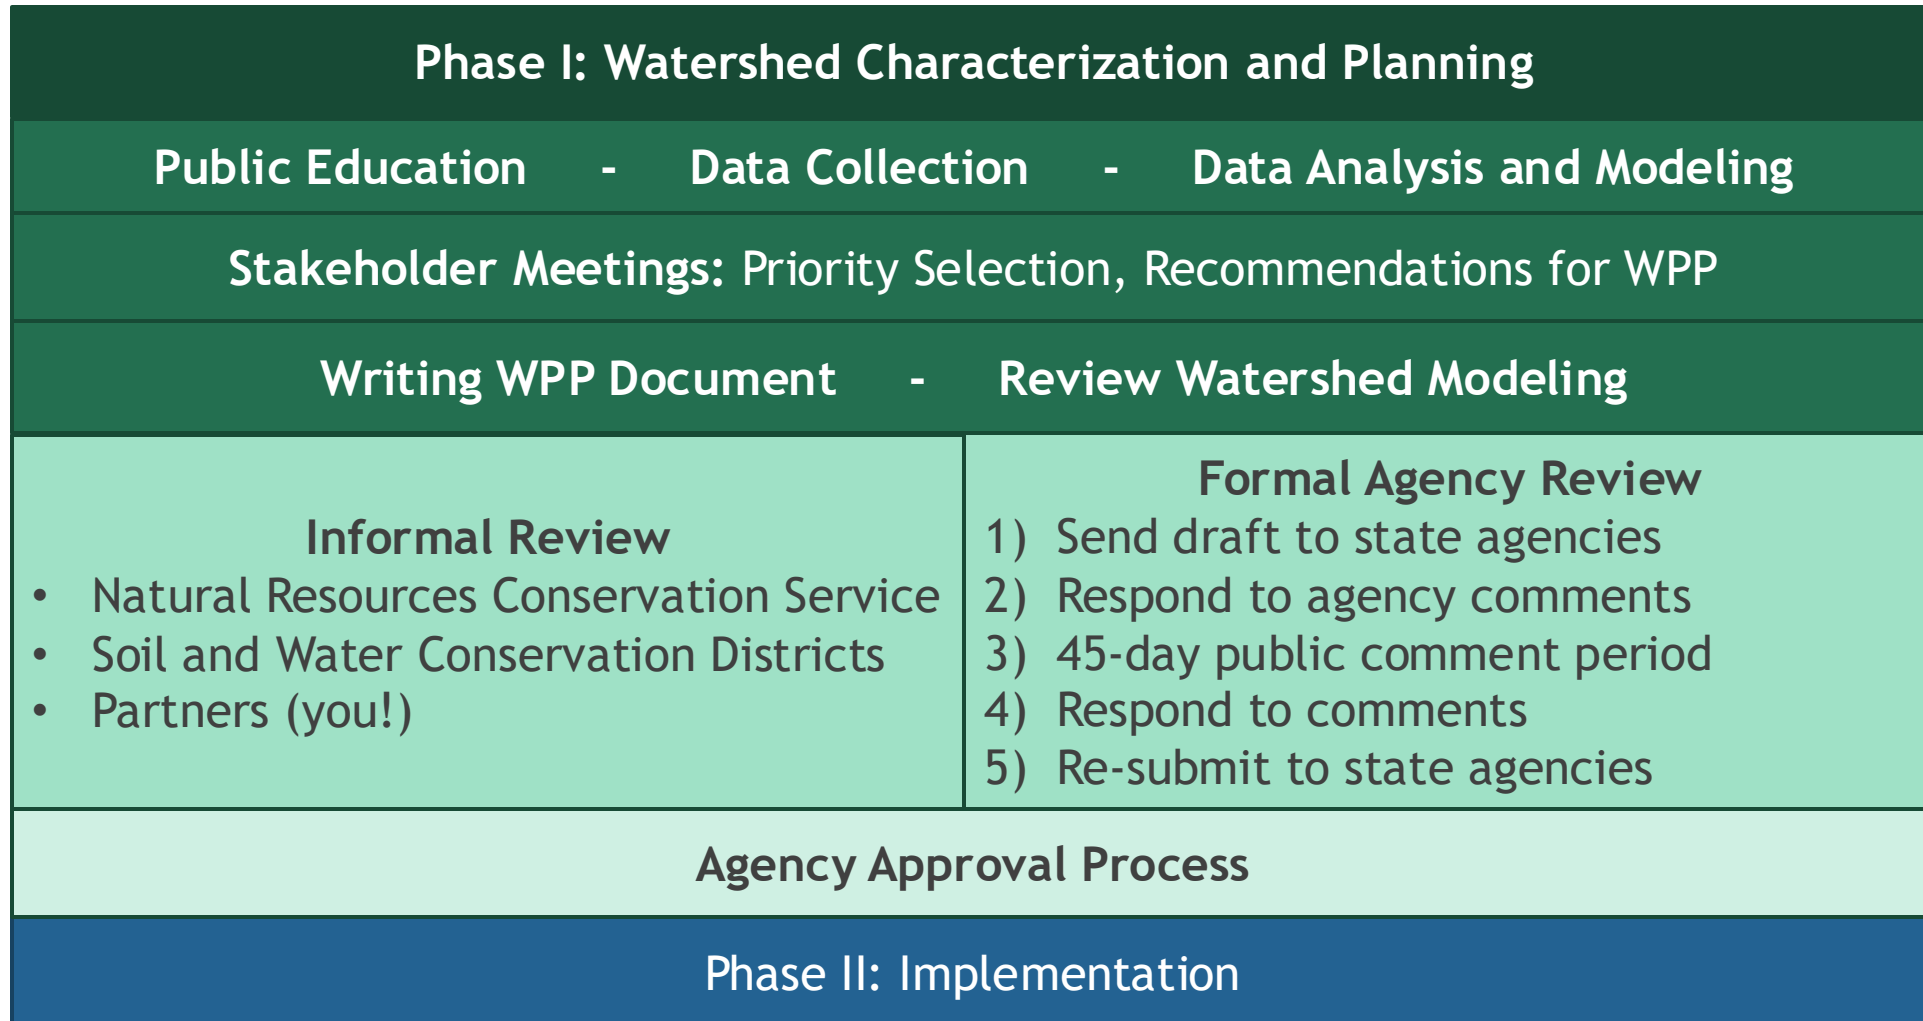 Phase I: Watershed Characterization and Planning
Public Education - Data Collection - Data Analysis and Modeling
Stakeholder Meetings: Priority Selection, Recommendations for WPP
Writing WPP Document - Review Watershed Modeling
Informal Review
• Natural Resources Conservation Service
• Soil and Water Conservation Districts
• Partners (you!)
Formal Agency Review
1) Send draft to state agencies
2) Respond to agency comments
3) 45-day public comment period
4) Respond to comments
5) Re-submit to state agencies
Agency Approval Process
Phase II: Implementation